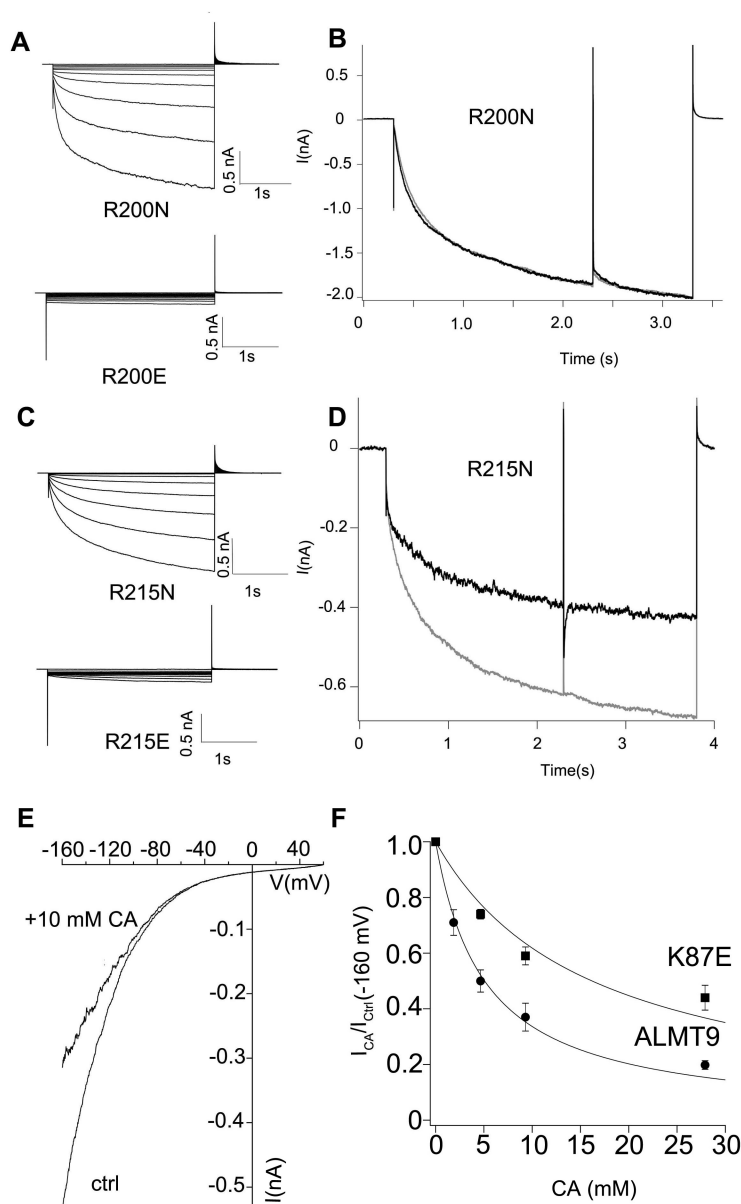 A
0.5 nA
1s
R200N
0.5 nA
1s
R200E
B
R200N
I(nA)
0.5
0
-0.5
-1.0
-1.5
-2.0
0 1.0 2.0 3.0
Time (s)
C
0.5 nA
1s
R215N
0.5 nA
1s
R215E
D
R215N
I(nA)
0
-0.2
-0.4
-0.6
0 1 2 3 4
Time(s)
E
-160 -120 -80 -40 0 40
V(mV)
+10 mM CA
-0.1
-0.2
-0.3
-0.4
-0.5
ctrl
I(nA)
F
1.0
0.8
0.6
0.4
0.2
0
I_CA/I_Ctrl(-160 mV)
K87E
ALMT9
0 5 10 15 20 25 30
CA (mM)